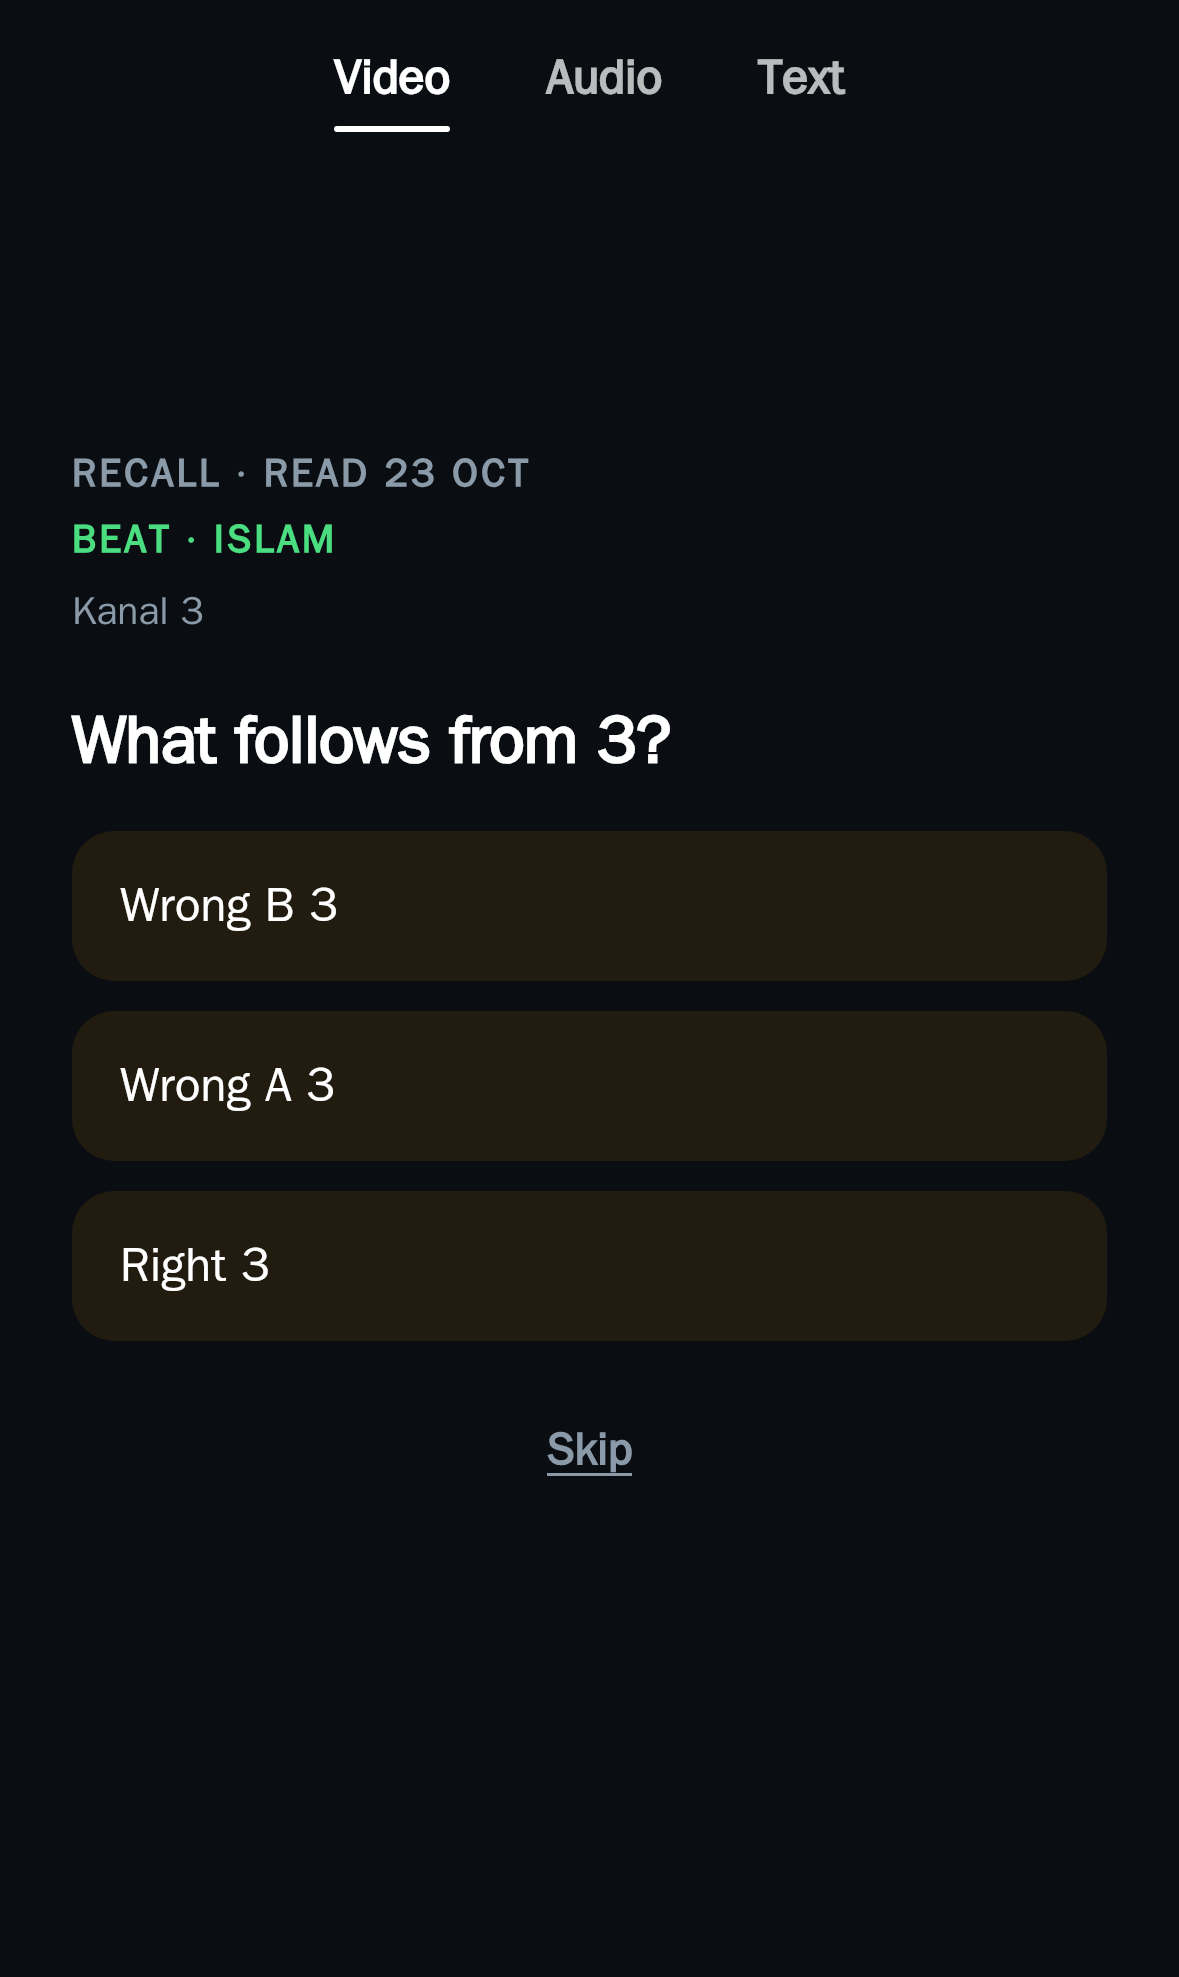 Video Audio Text
RECALL · READ 23 OCT
BEAT · ISLAM
Kanal 3
What follows from 3?
Wrong B 3
Wrong A 3
Right 3
Skip